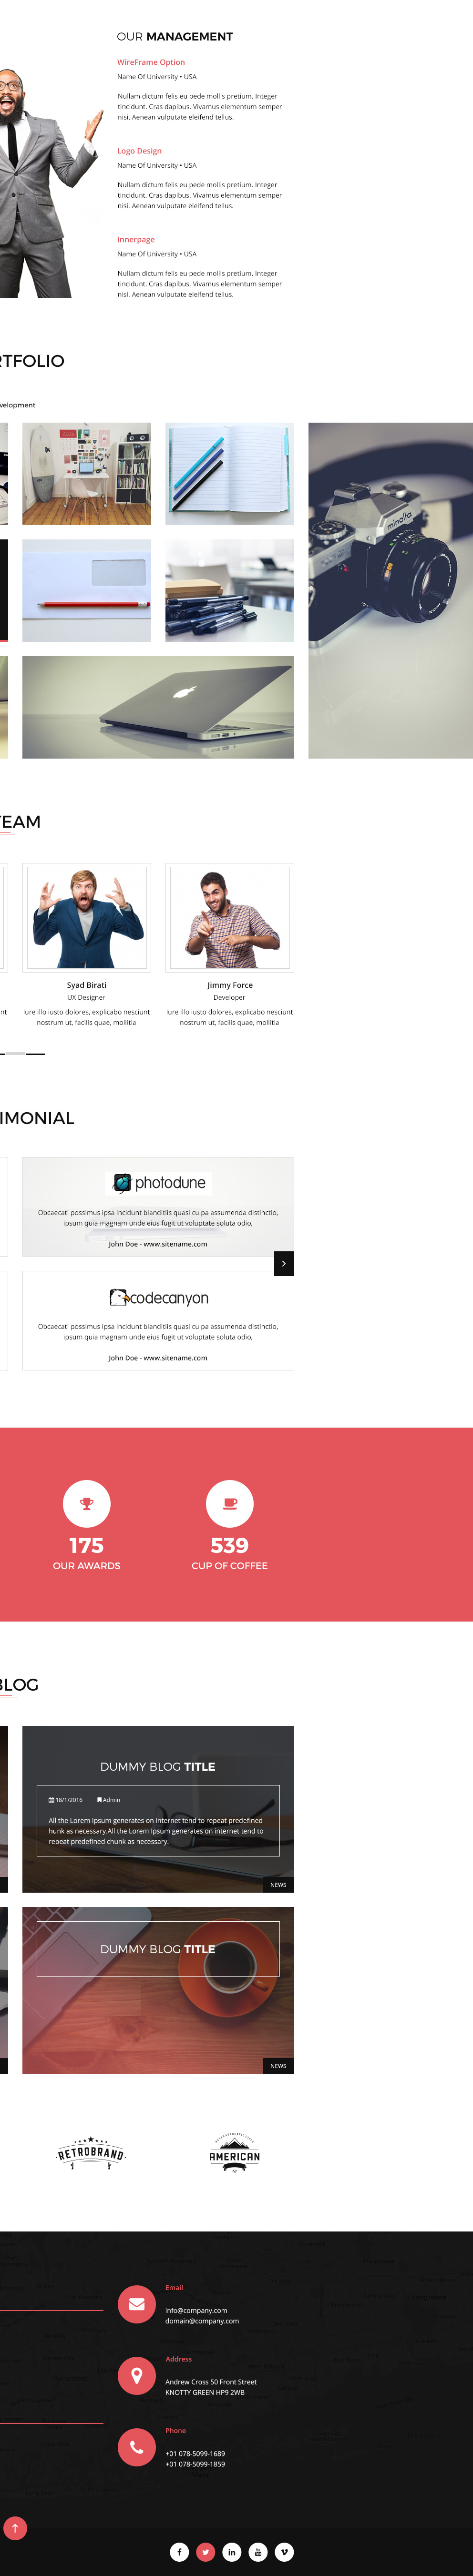 OUR MANAGEMENT
WireFrame Option
Name Of University • USA
Nullam dictum felis eu pede mollis pretium. Integer
tincidunt. Cras dapibus. Vivamus elementum semper
nisi. Aenean vulputate eleifend tellus.
Logo Design
Name Of University • USA
Nullam dictum felis eu pede mollis pretium. Integer
tincidunt. Cras dapibus. Vivamus elementum semper
nisi. Aenean vulputate eleifend tellus.
Innerpage
Name Of University • USA
Nullam dictum felis eu pede mollis pretium. Integer
tincidunt. Cras dapibus. Vivamus elementum semper
nisi. Aenean vulputate eleifend tellus.
RTFOLIO
velopment
minolta
TEAM
Syad Birati
UX Designer
Iure illo iusto dolores, explicabo nesciunt
nostrum ut, facilis quae, mollitia
Jimmy Force
Developer
Iure illo iusto dolores, explicabo nesciunt
nostrum ut, facilis quae, mollitia
nt
IMONIAL
photodune
Obcaecati possimus ipsa incidunt blanditiis quasi culpa assumenda distinctio,
ipsum quia magnam unde eius fugit ut voluptate soluta odio,
John Doe - www.sitename.com
codecanyon
Obcaecati possimus ipsa incidunt blanditiis quasi culpa assumenda distinctio,
ipsum quia magnam unde eius fugit ut voluptate soluta odio,
John Doe - www.sitename.com
175
OUR AWARDS
539
CUP OF COFFEE
BLOG
DUMMY BLOG TITLE
18/1/2016 Admin
All the Lorem Ipsum generates on Internet tend to repeat predefined
hunk as necessary.All the Lorem Ipsum generates on Internet tend to
repeat predefined chunk as necessary.
NEWS
DUMMY BLOG TITLE
NEWS
RETROBRAND
AMERICAN
Email
info@company.com
domain@company.com
Address
Andrew Cross 50 Front Street
KNOTTY GREEN HP9 2WB
Phone
+01 078-5099-1689
+01 078-5099-1859